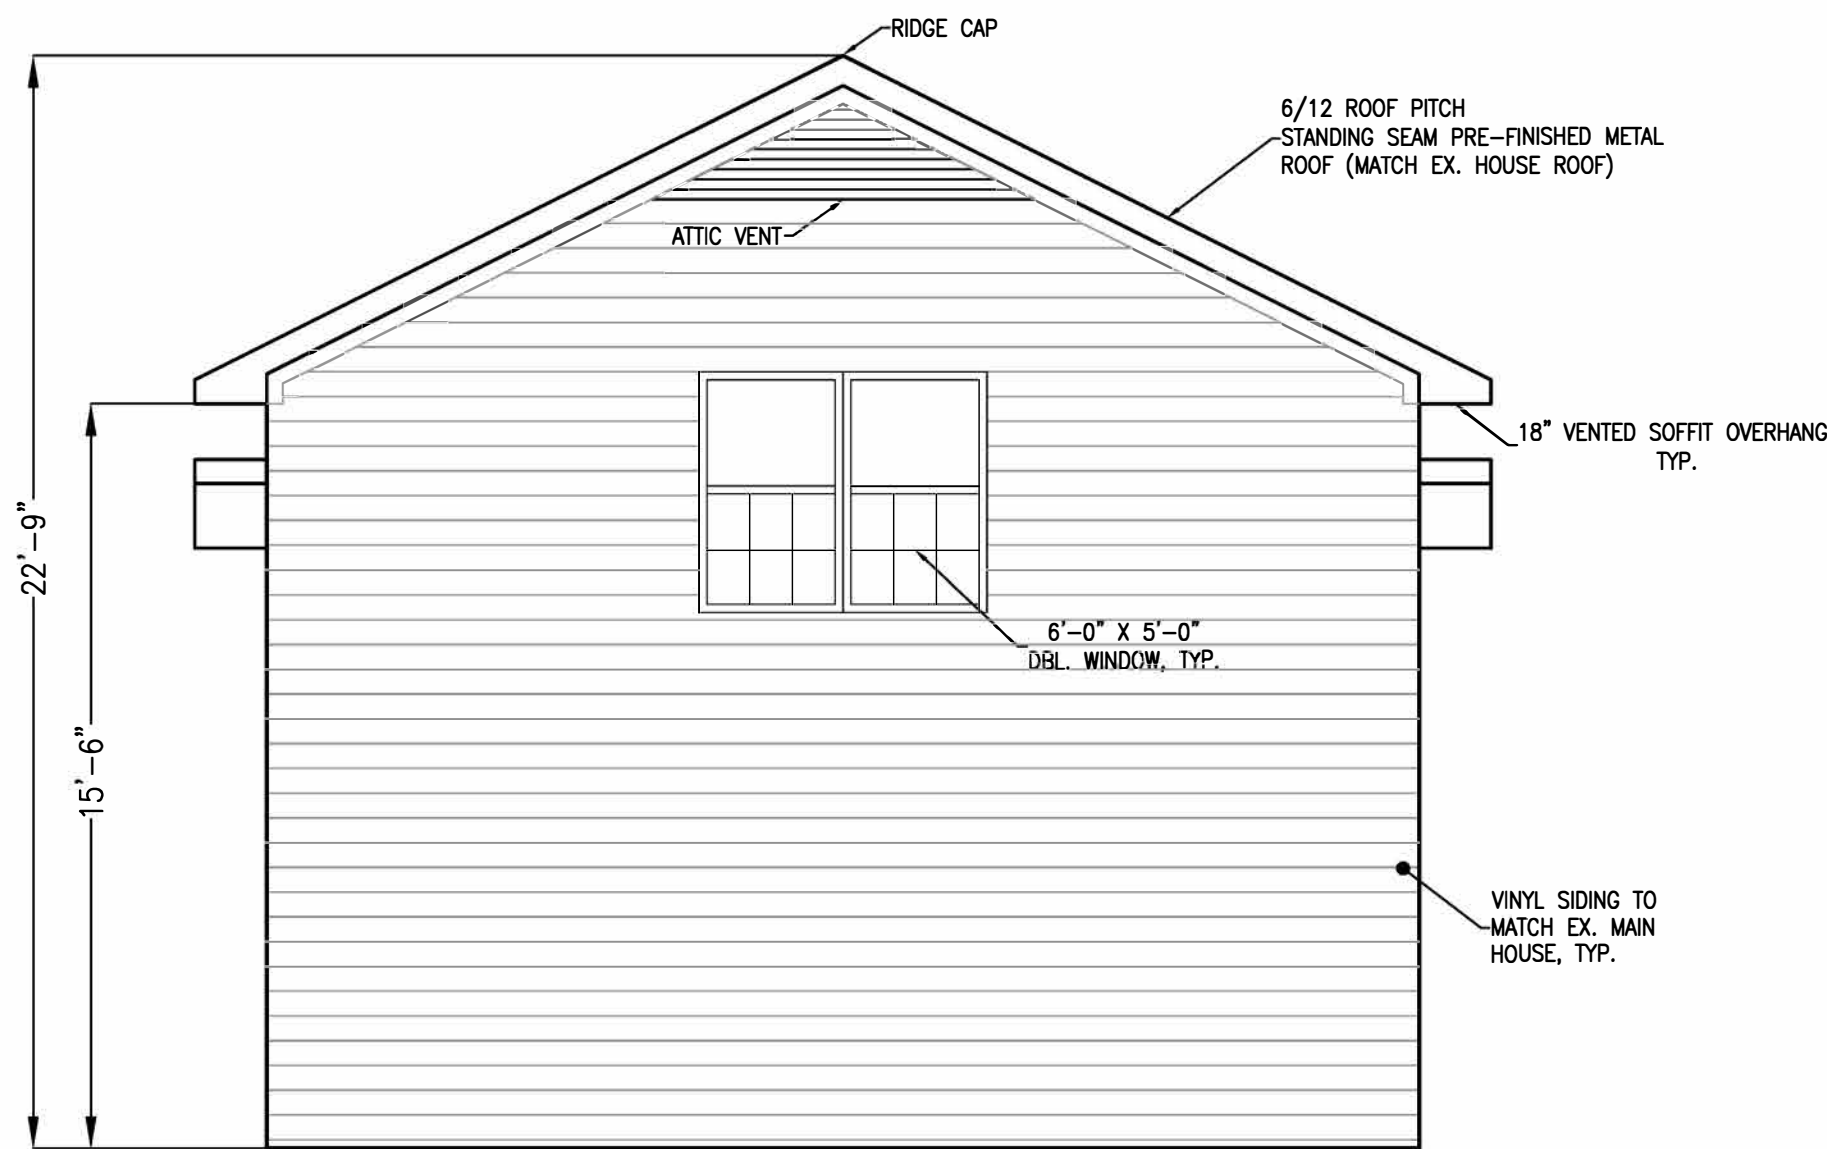 RIDGE CAP
6/12 ROOF PITCH
STANDING SEAM PRE-FINISHED METAL
ROOF (MATCH EX. HOUSE ROOF)
ATTIC VENT
18" VENTED SOFFIT OVERHANG
TYP.
22'-9"
15'-6"
6'-0" X 5'-0"
DBL. WINDOW, TYP.
VINYL SIDING TO
MATCH EX. MAIN
HOUSE, TYP.